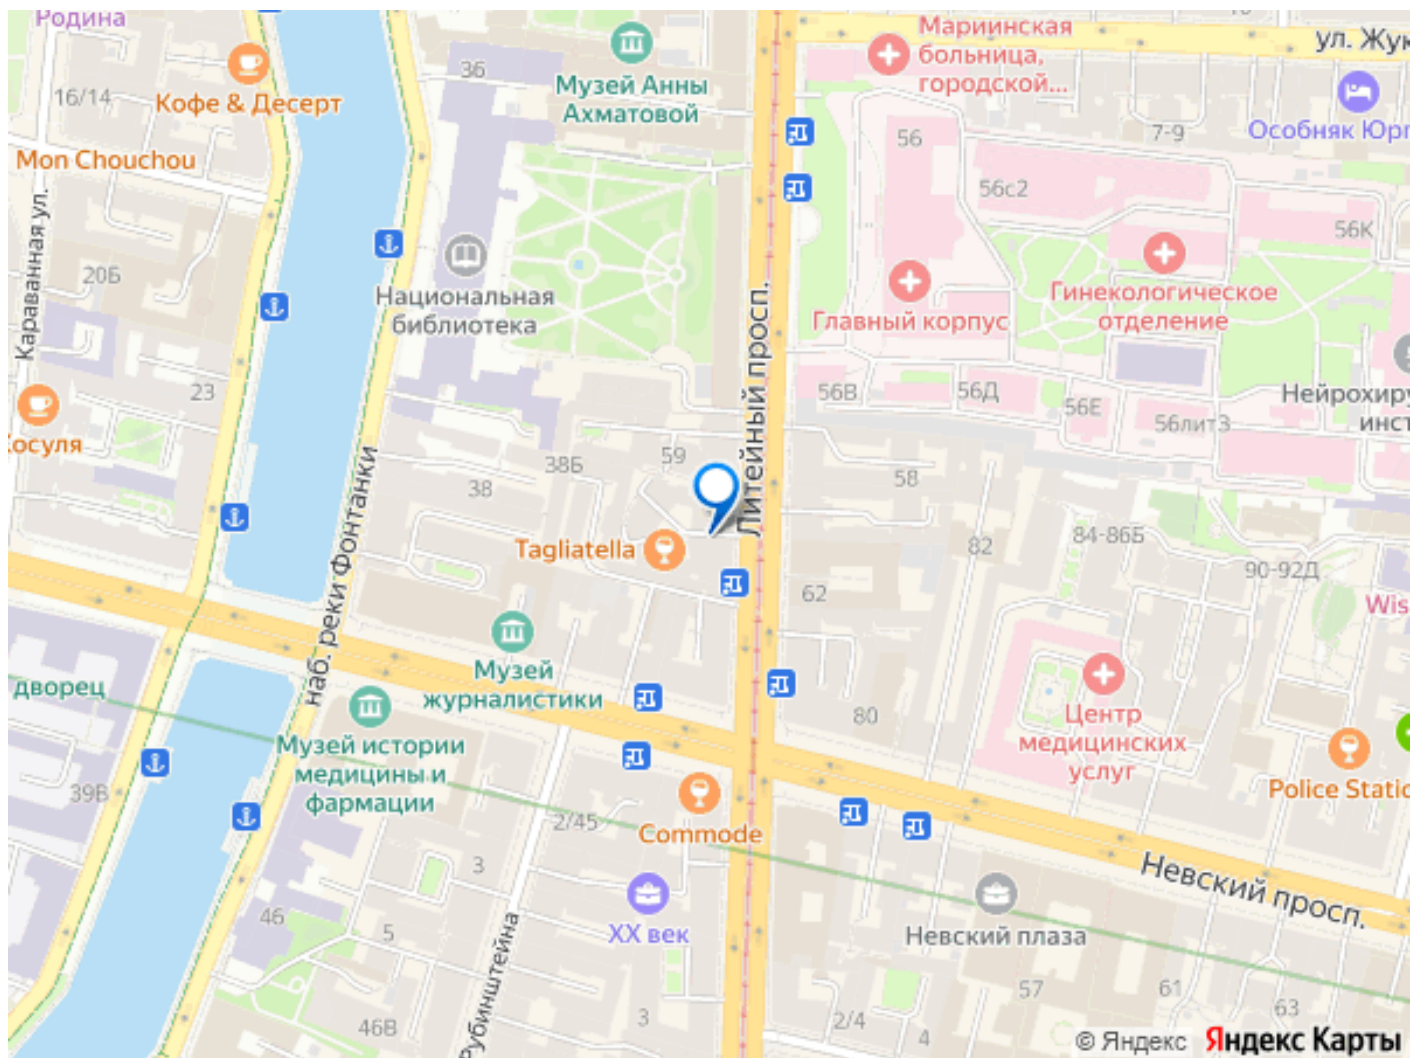 Родина
Кофе & Десерт
16/14
Mon Chouchou
Караванная ул.
20Б
23
36
Музей Анны
Ахматовой
Национальная
библиотека
Мариинская
больница,
городской...
ул. Жук
7-9
Особняк Юрг
56
56с2
56К
Главный корпус
Гинекологическое
отделение
Нейрохиру
инст
56В
56Д
56Е
56лит3
Литейный просп.
осуля
38Б
59
38
58
Tagliatella
82
84-86Б
90-92Д
62
Wis
наб. реки Фонтанки
дворец
Музей
журналистики
Музей истории
медицины и
фармации
39В
80
Центр
медицинских
услуг
Police Static
Commode
2/45
3
Невский просп.
46
5
XX век
Невский плаза
Рубинштейна
46В
3
2/4
4
57
61
63
© Яндекс Яндекс Карты